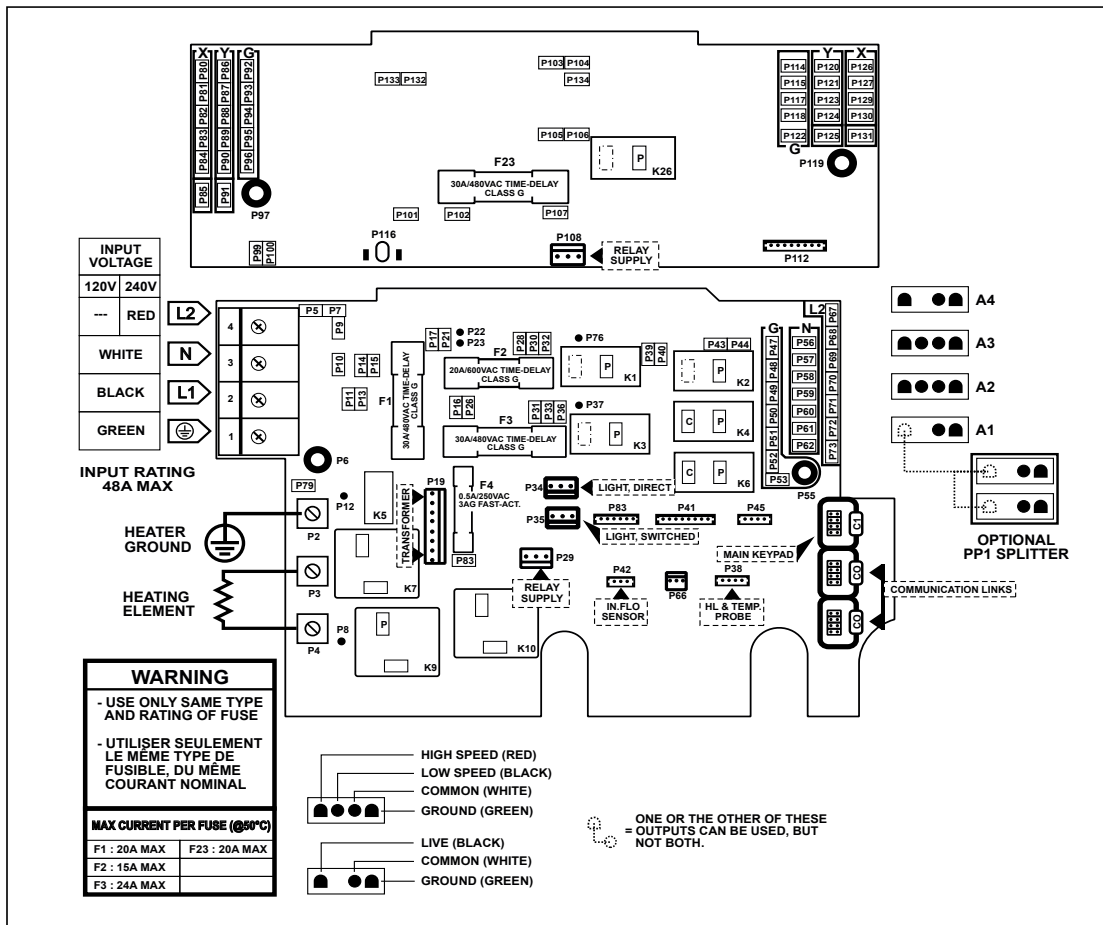 X Y G
P80 P86 P92
P81 P87 P93
P82 P88 P94
P83 P89 P95
P84 P90 P96
P85 P91
P97
P133 P132
P103 P104
P134
P105 P106
F23
30A/480VAC TIME-DELAY
CLASS G
P
K26
P101 P102 P107
P99 P100
P116
P108
RELAY
SUPPLY
P112
Y X
P114 P120 P126
P115 P121 P127
P117 P123 P129
P118 P124 P130
P122 P125 P131
G
P119
INPUT
VOLTAGE
120V 240V
--- RED
L2
WHITE
N
BLACK
L1
GREEN
INPUT RATING
48A MAX
4
3
2
1
P5 P7
P9
P10
P14
P15
P11
P13
P6
P17
P21
P22
P23
F1
30A/480VAC TIME-DELAY
CLASS G
F2
20A/600VAC TIME-DELAY
CLASS G
P28
P30
P32
P16
P26
F3
30A/480VAC TIME-DELAY
CLASS G
P31
P33
P36
P76
P
K1
P39
P40
P37
P
K3
P43 P44
P
K2
C P
K4
C P
K6
L2
G N
P47
P48
P49
P50
P51
P52
P53
P56
P57
P58
P59
P60
P61
P62
P55
P67
P68
P69
P70
P71
P72
P73
P79
P12
K5
P19
TRANSFORMER
F4
0.5A/250VAC
3AG FAST-ACT.
P83
P34
LIGHT, DIRECT
P35
LIGHT, SWITCHED
P83 P41 P45
P29
RELAY
SUPPLY
P42
IN.FLO
SENSOR
P66
P38
HL & TEMP.
PROBE
MAIN KEYPAD
C1
CO
CO
COMMUNICATION LINKS
P2
P3
P4
P8
K7
P
K9
K10
HEATER
GROUND
HEATING
ELEMENT
A4
A3
A2
A1
OPTIONAL
PP1 SPLITTER
WARNING
- USE ONLY SAME TYPE
AND RATING OF FUSE
- UTILISER SEULEMENT
LE MÊME TYPE DE
FUSIBLE, DU MÊME
COURANT NOMINAL
MAX CURRENT PER FUSE (@50°C)
F1 : 20A MAX F23 : 20A MAX
F2 : 15A MAX
F3 : 24A MAX
HIGH SPEED (RED)
LOW SPEED (BLACK)
COMMON (WHITE)
GROUND (GREEN)
LIVE (BLACK)
COMMON (WHITE)
GROUND (GREEN)
ONE OR THE OTHER OF THESE
= OUTPUTS CAN BE USED, BUT
NOT BOTH.